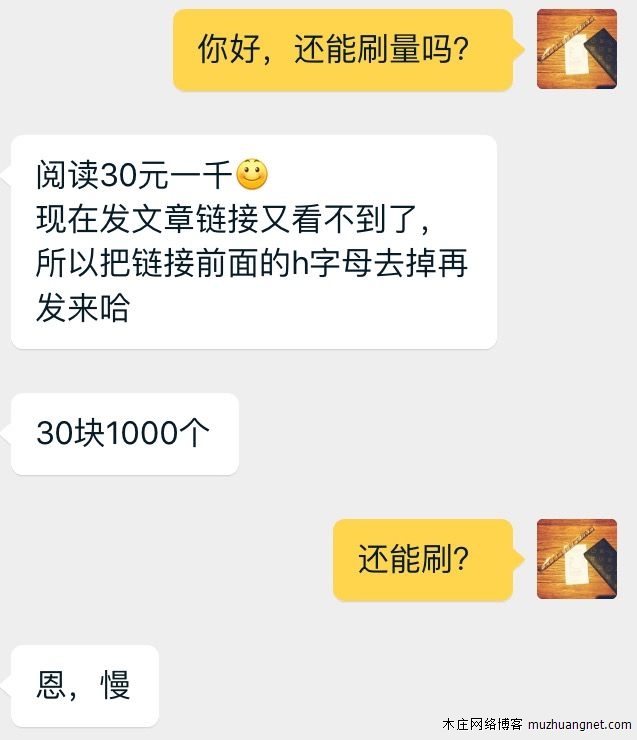 你好，还能刷量吗？
阅读30元一千
现在发文章链接又看不到了，
所以把链接前面的h字母去掉再
发来哈
30块1000个
还能刷？
恩，慢
木庄网络博客 muzhuangnet.com